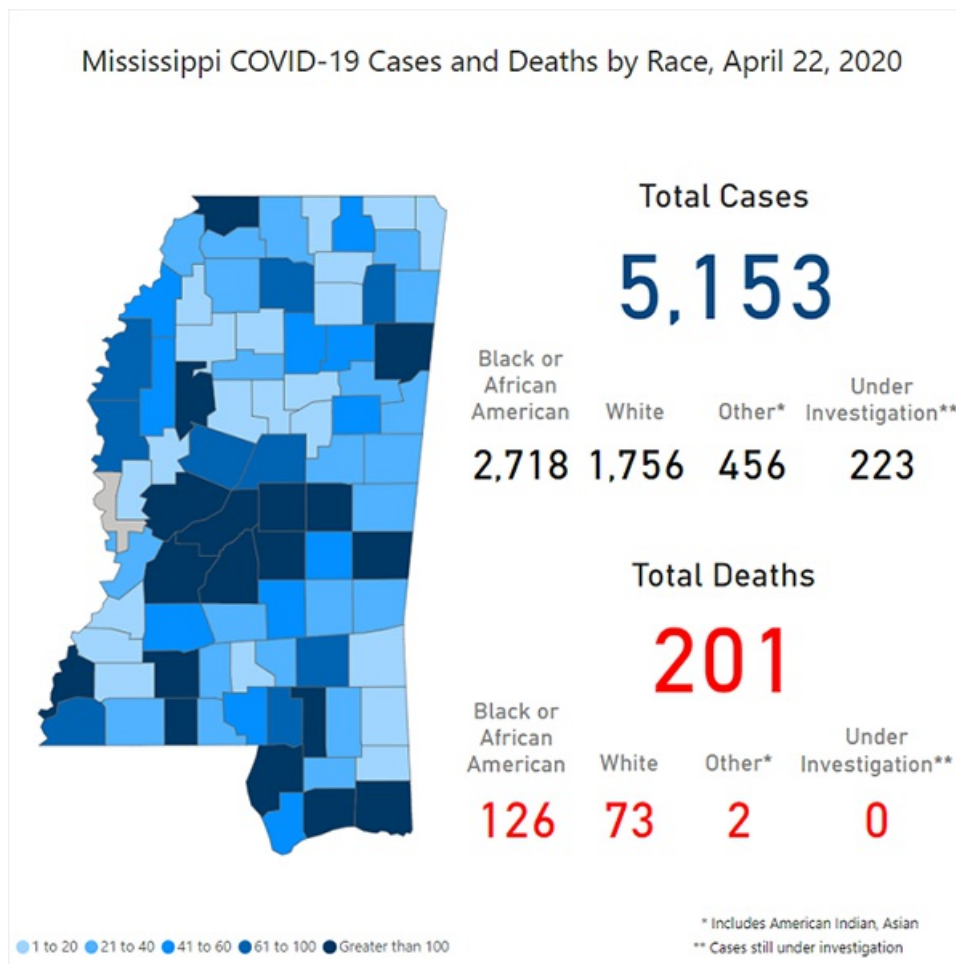 Mississippi COVID-19 Cases and Deaths by Race, April 22, 2020
Total Cases
5,153
Black or
African
American
White
Other*
Under
Investigation**
2,718 1,756 456 223
Total Deaths
201
Black or
African
American
White
Other*
Under
Investigation**
126 73 2 0
* Includes American Indian, Asian
** Cases still under investigation
1 to 20 21 to 40 41 to 60 61 to 100 Greater than 100